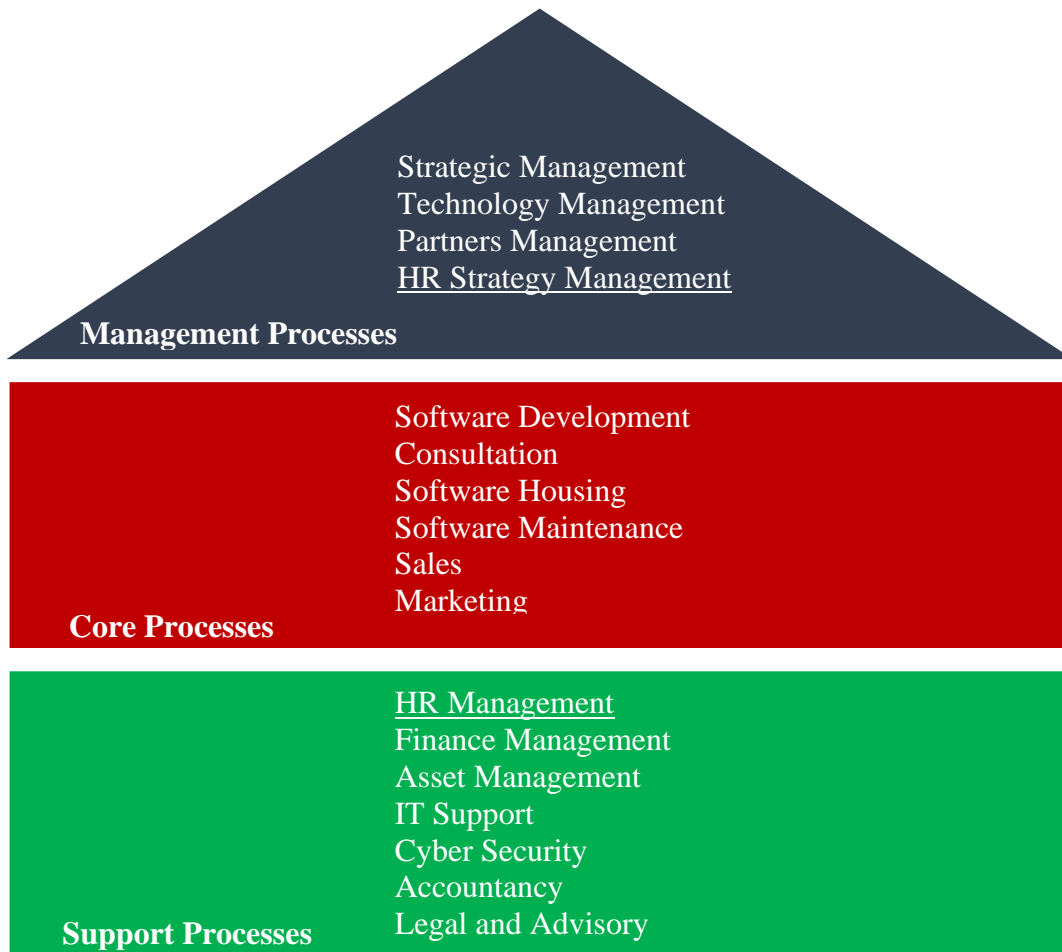 Strategic Management
Technology Management
Partners Management
HR Strategy Management
Management Processes
Software Development
Consultation
Software Housing
Software Maintenance
Sales
Marketing
Core Processes
HR Management
Finance Management
Asset Management
IT Support
Cyber Security
Accountancy
Legal and Advisory
Support Processes